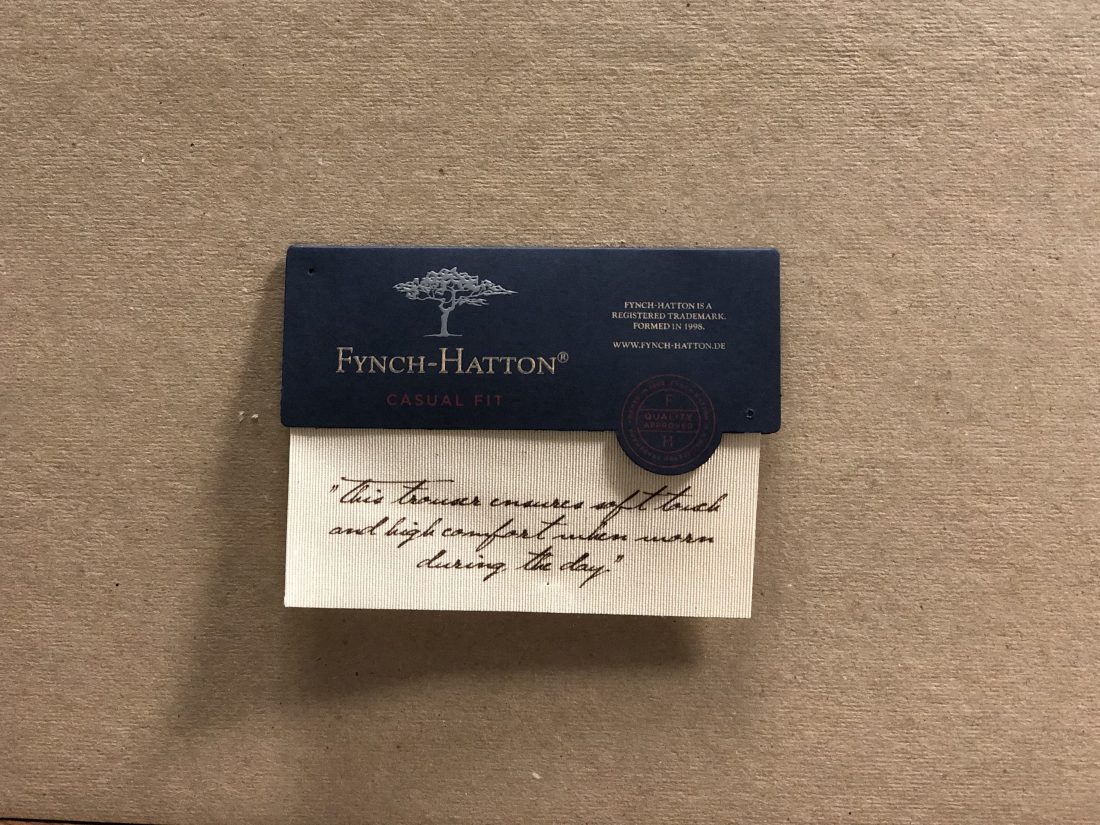 FYNCH-HATTON®
CASUAL FIT
FYNCH-HATTON IS A
REGISTERED TRADEMARK.
FORMED IN 1998.
WWW.FYNCH-HATTON.DE
F
QUALITY
APPROVED
H
"This trouser ensures soft touch
and high comfort when worn
during the day."